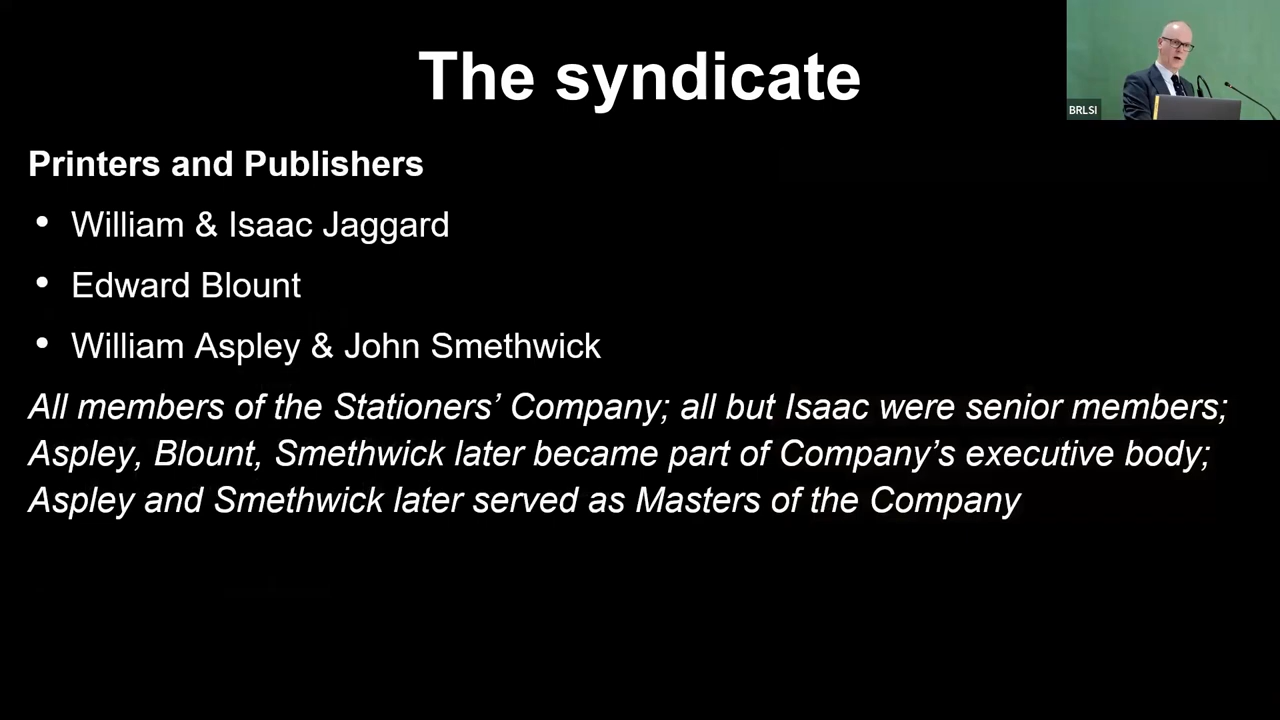 The syndicate
BRLSI
Printers and Publishers
• William & Isaac Jaggard
• Edward Blount
• William Aspley & John Smethwick
All members of the Stationers’ Company; all but Isaac were senior members;
Aspley, Blount, Smethwick later became part of Company’s executive body;
Aspley and Smethwick later served as Masters of the Company